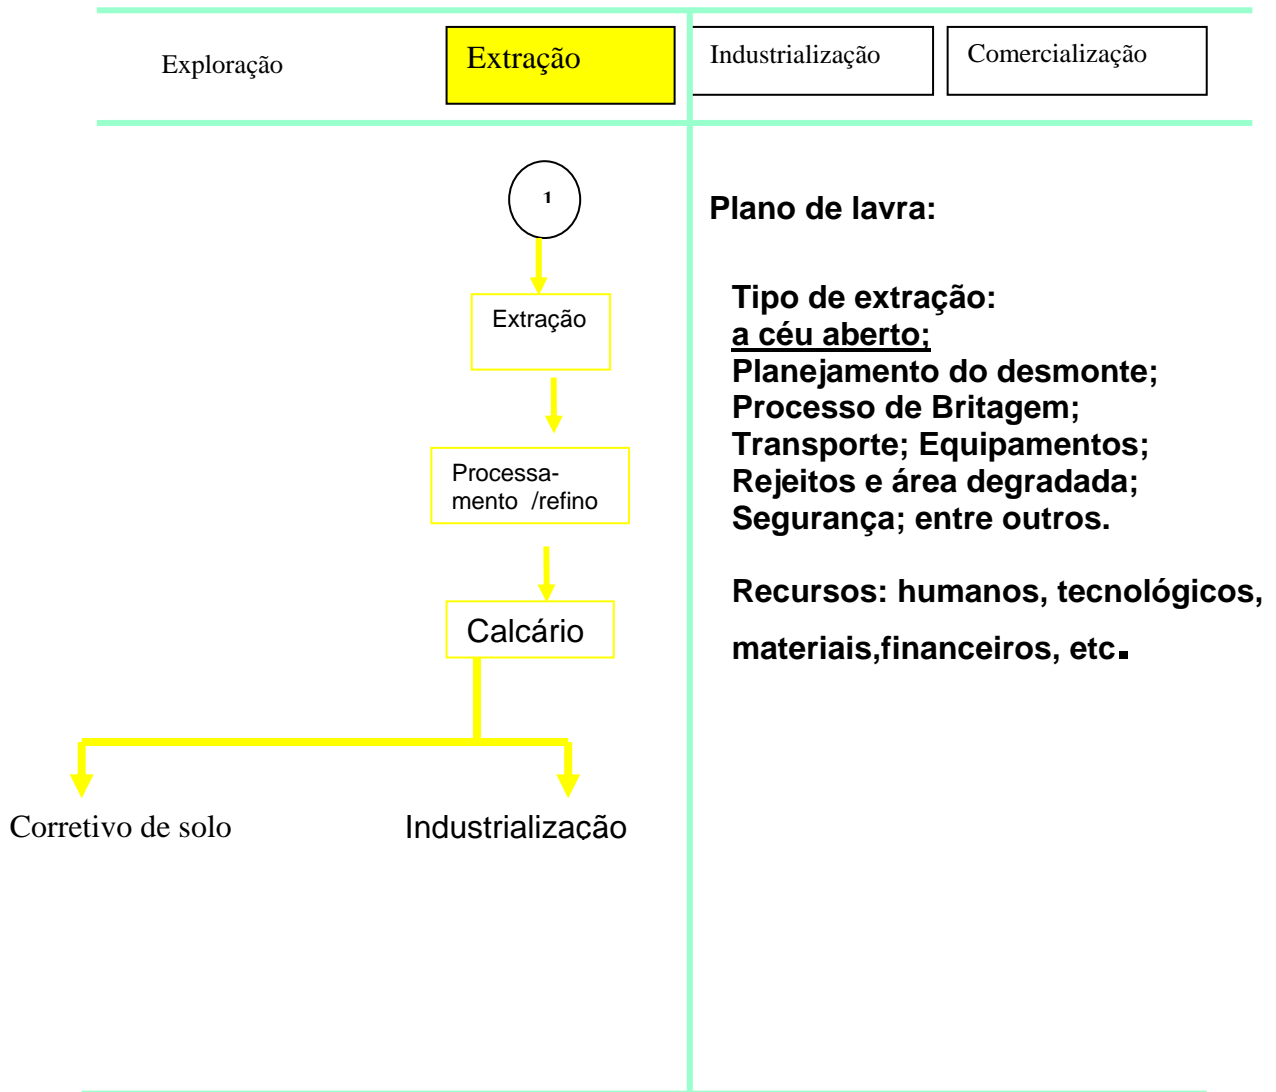 Exploração
Extração
Industrialização
Comercialização
1
Extração
Processa-
mento /refino
Calcário
Corretivo de solo
Industrialização
Plano de lavra:
Tipo de extração:
a céu aberto;
Planejamento do desmonte;
Processo de Britagem;
Transporte; Equipamentos;
Rejeitos e área degradada;
Segurança; entre outros.
Recursos: humanos, tecnológicos,
materiais,financeiros, etc.